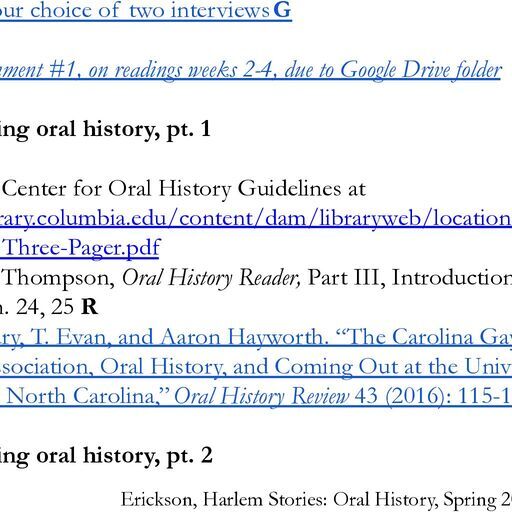 our choice of two interviews G
nment #1, on readings weeks 2-4, due to Google Drive folder
ing oral history, pt. 1
Center for Oral History Guidelines at
rary.columbia.edu/content/dam/libraryweb/location
Three-Pager.pdf
Thompson, Oral History Reader, Part III, Introduction
h. 24, 25 R
ary, T. Evan, and Aaron Hayworth. “The Carolina Gay
ssociation, Oral History, and Coming Out at the Univ
North Carolina,” Oral History Review 43 (2016): 115-1
ing oral history, pt. 2
Erickson, Harlem Stories: Oral History, Spring 20